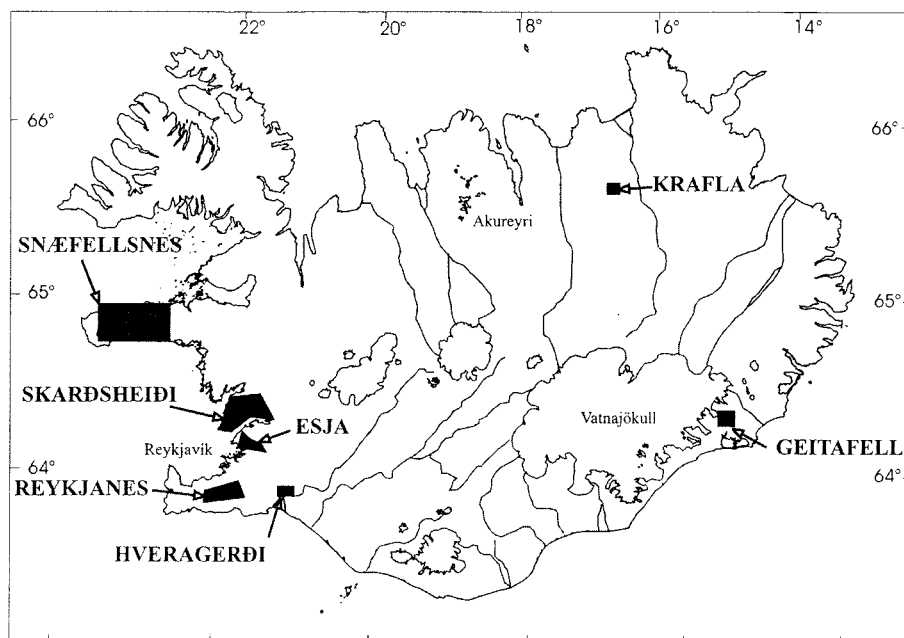 22° 20° 18° 16° 14°
66° 66°
KRAFLA
Akureyri
SNÆFELLSNES
65° 65°
SKARÐSHEIÐI
ESJA
Vatnajökull
Reykjavík
GEITAFELL
64° 64°
REYKJANES
HVERAGERÐI